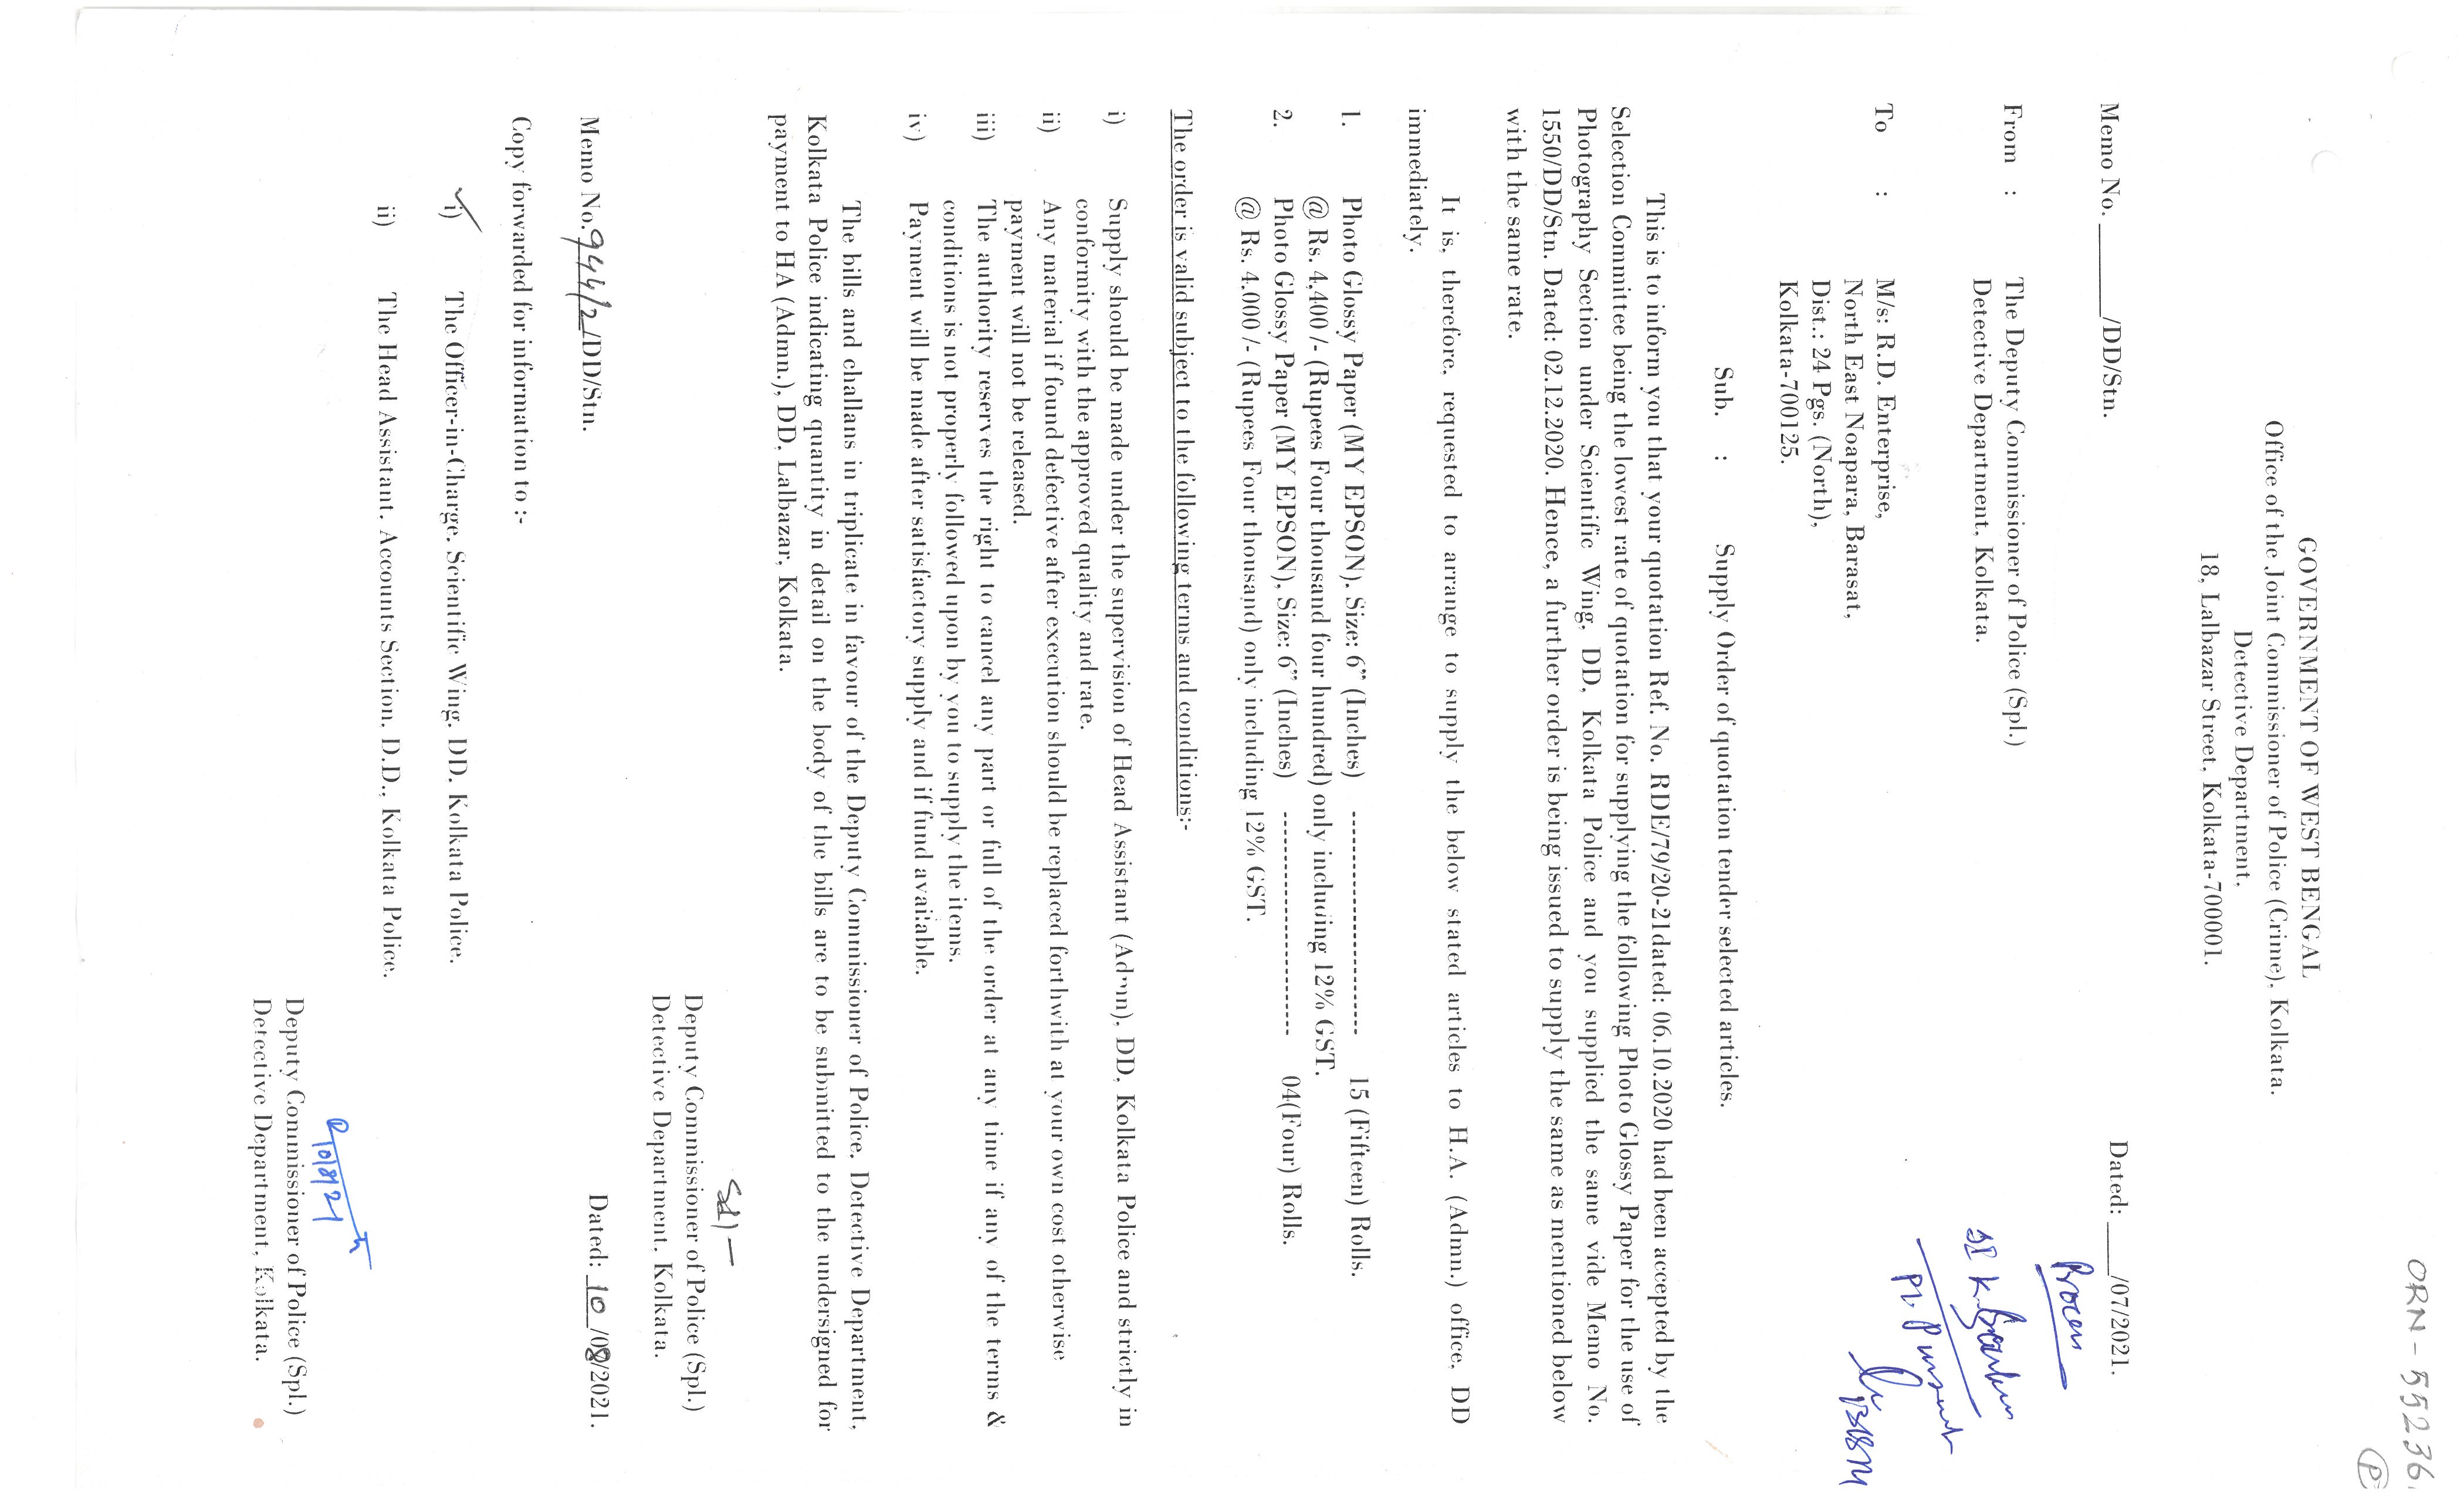 ORN - 55236
P
GOVERNMENT OF WEST BENGAL
Office of the Joint Commissioner of Police (Crime), Kolkata.
Detective Department,
18, Lalbazar Street, Kolkata-700001.
Memo No. ______/DD/Stn.
Dated: ____/07/2021.
From : The Deputy Commissioner of Police (Spl.)
Detective Department, Kolkata.
SI K. Sarkar
To : M/s: R.D. Enterprise,
North East Noapara, Barasat,
Dist.: 24 Pgs. (North),
Kolkata-700125.
Sub. : Supply Order of quotation tender selected articles.
This is to inform you that your quotation Ref. No. RDE/79/20-21dated: 06.10.2020 had been accepted by the
Selection Committee being the lowest rate of quotation for supplying the following Photo Glossy Paper for the use of
Photography Section under Scientific Wing, DD, Kolkata Police and you supplied the same vide Memo No.
1550/DD/Stn. Dated: 02.12.2020. Hence, a further order is being issued to supply the same as mentioned below
with the same rate.
It is, therefore, requested to arrange to supply the below stated articles to H.A. (Admn.) office, DD
immediately.
1. Photo Glossy Paper (MY EPSON), Size: 6" (Inches) -------------------------- 15 (Fifteen) Rolls.
@ Rs. 4,400 /- (Rupees Four thousand four hundred) only including 12% GST.
2. Photo Glossy Paper (MY EPSON), Size: 6" (Inches) -------------------------- 04(Four) Rolls.
@ Rs. 4,000 /- (Rupees Four thousand) only including 12% GST.
The order is valid subject to the following terms and conditions:-
i) Supply should be made under the supervision of Head Assistant (Admn), DD, Kolkata Police and strictly in
conformity with the approved quality and rate.
ii) Any material if found defective after execution should be replaced forthwith at your own cost otherwise
payment will not be released.
iii) The authority reserves the right to cancel any part or full of the order at any time if any of the terms &
conditions is not properly followed upon by you to supply the items.
iv) Payment will be made after satisfactory supply and if fund available.
The bills and challans in triplicate in favour of the Deputy Commissioner of Police, Detective Department,
Kolkata Police indicating quantity in detail on the body of the bills are to be submitted to the undersigned for
payment to HA (Admn.), DD, Lalbazar, Kolkata.
Sd/-
Deputy Commissioner of Police (Spl.)
Detective Department, Kolkata.
Memo No. 944/2/DD/Stn.
Dated: 10/08/2021.
Copy forwarded for information to :-
i) The Officer-in-Charge, Scientific Wing, DD, Kolkata Police.
ii) The Head Assistant, Accounts Section, D.D., Kolkata Police.
10/8/21
Deputy Commissioner of Police (Spl.)
Detective Department, Kolkata.